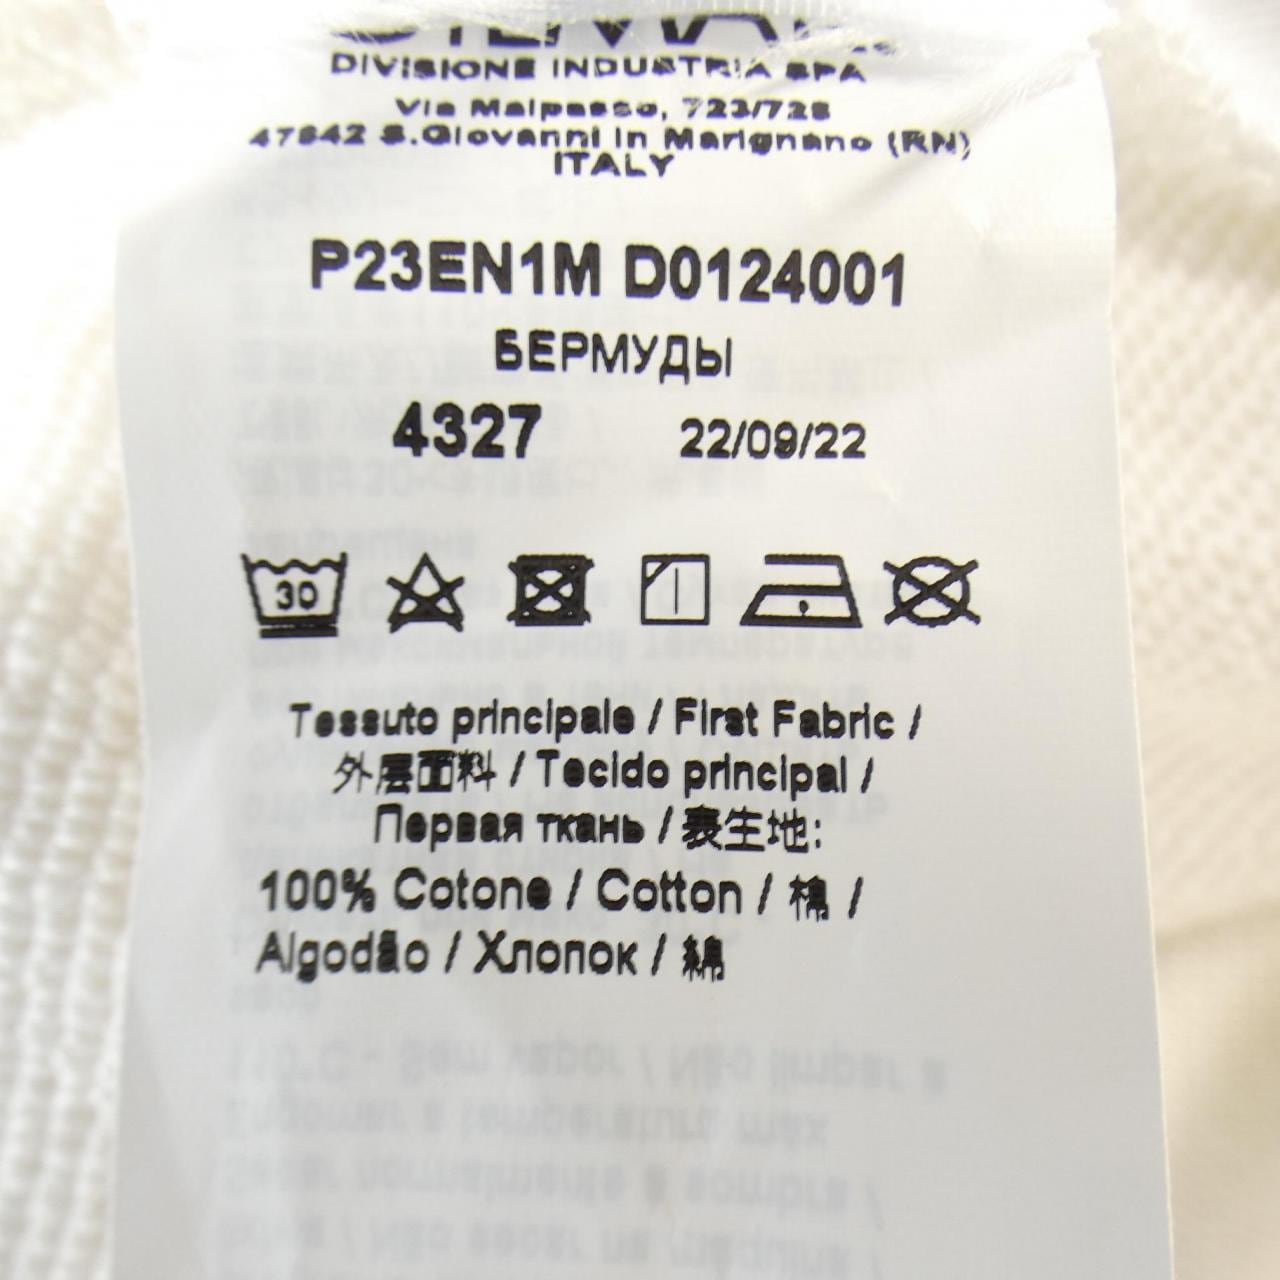 DIVISIONE INDUSTRIA SPA
Via Malpasso, 723/728
47842 S.Giovanni in Marignano (RN)
ITALY
P23EN1M D0124001
БЕРМУДЫ
4327 22/09/22
30
Tessuto principale / First Fabric /
外层面料 / Tecido principal /
Первая ткань / 表生地:
100% Cotone / Cotton / 棉 /
Algodão / Хлопок / 綿